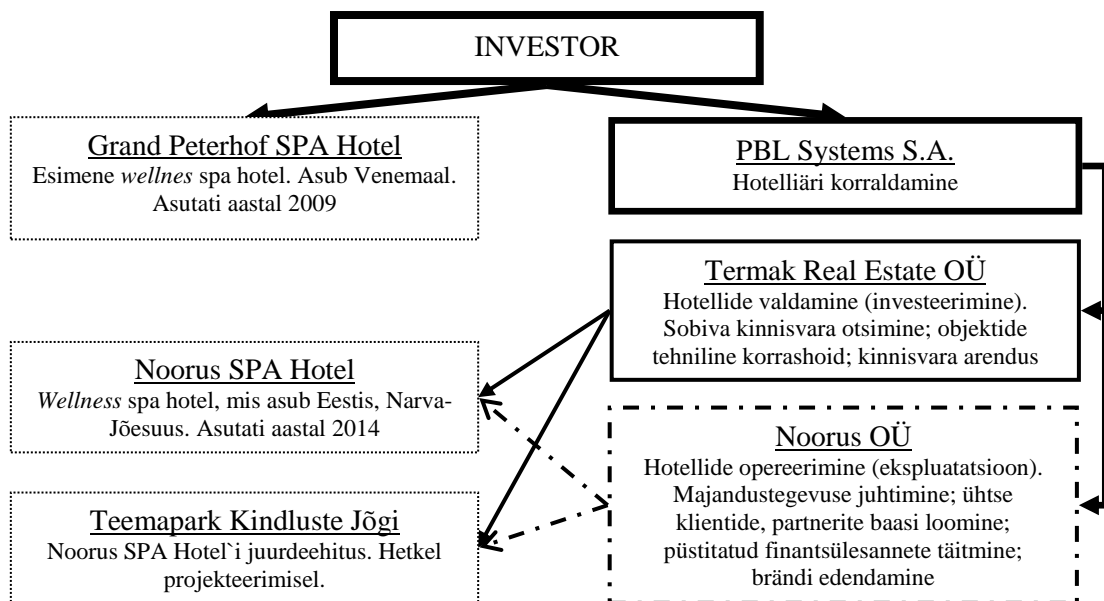 INVESTOR
Grand Peterhof SPA Hotel
Esimene wellnes spa hotel. Asub Venemaal.
Asutati aastal 2009
PBL Systems S.A.
Hotelliäri korraldamine
Termak Real Estate OÜ
Hotellide valdamine (investeerimine).
Sobiva kinnisvara otsimine; objektide
tehniline korrashoid; kinnisvara arendus
Noorus SPA Hotel
Wellness spa hotel, mis asub Eestis, Narva-
Jõesuus. Asutati aastal 2014
Noorus OÜ
Hotellide opereerimine (ekspluatatsioon).
Majandustegevuse juhtimine; ühtse
klientide, partnerite baasi loomine;
püstitatud finantsülesannete täitmine;
brändi edendamine
Teemapark Kindluste Jõgi
Noorus SPA Hotel`i juurdeehitus. Hetkel
projekteerimisel.